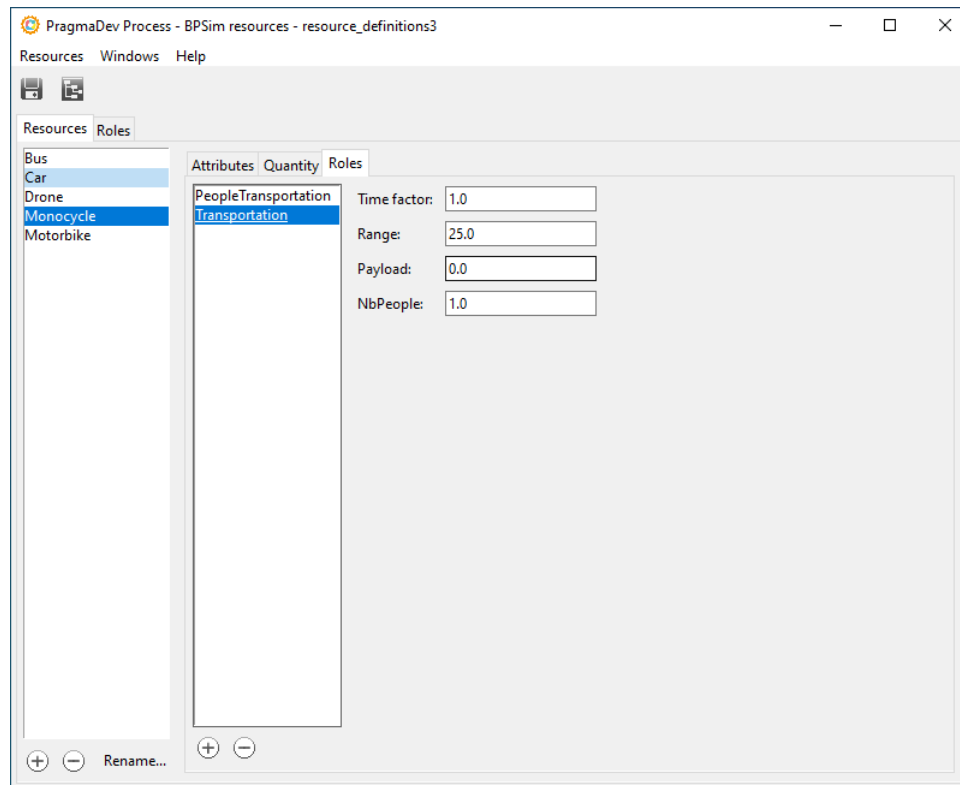 PragmaDev Process - BPSim resources - resource_definitions3
Resources Windows Help
Resources Roles
Bus
Car
Drone
Monocycle
Motorbike
Attributes Quantity Roles
PeopleTransportation
Transportation
Time factor: 1.0
Range: 25.0
Payload: 0.0
NbPeople: 1.0
Rename...